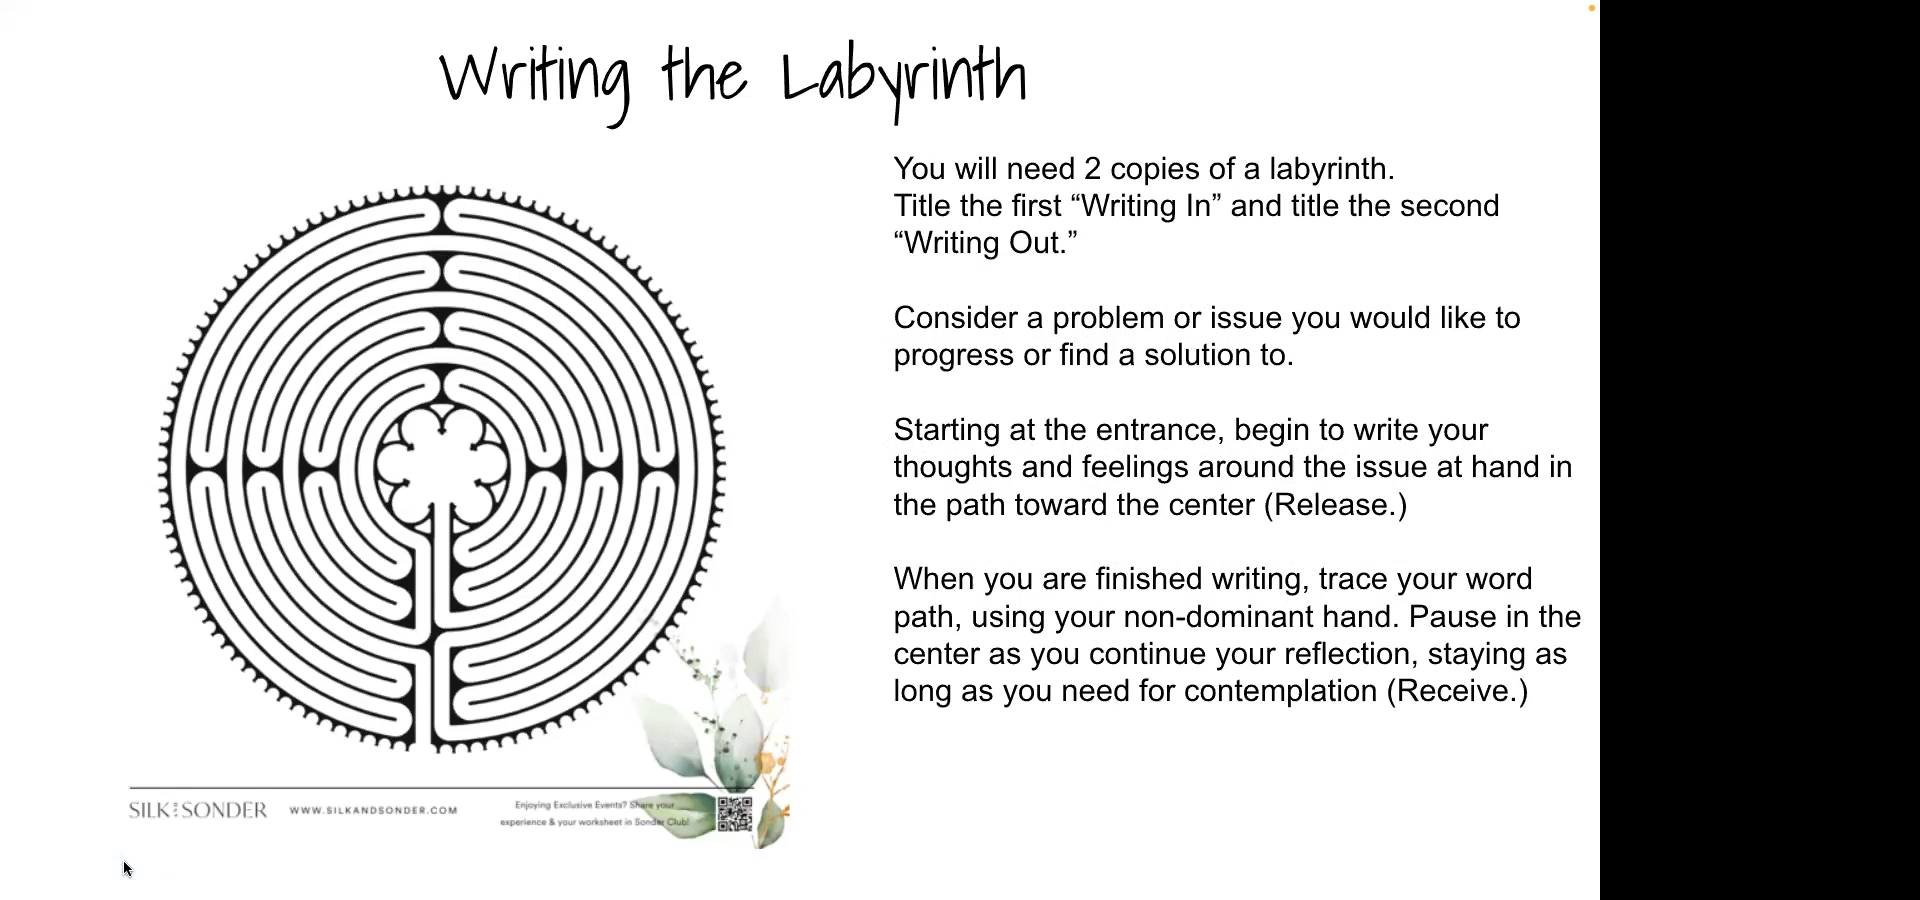 Writing the Labyrinth
You will need 2 copies of a labyrinth.
Title the first “Writing In” and title the second
“Writing Out.”
Consider a problem or issue you would like to
progress or find a solution to.
Starting at the entrance, begin to write your
thoughts and feelings around the issue at hand in
the path toward the center (Release.)
When you are finished writing, trace your word
path, using your non-dominant hand. Pause in the
center as you continue your reflection, staying as
long as you need for contemplation (Receive.)
SILK AND SONDER
WWW.SILKANDSONDER.COM
Enjoying Exclusive Events? Share your
experience & your worksheet in Sonder Club!